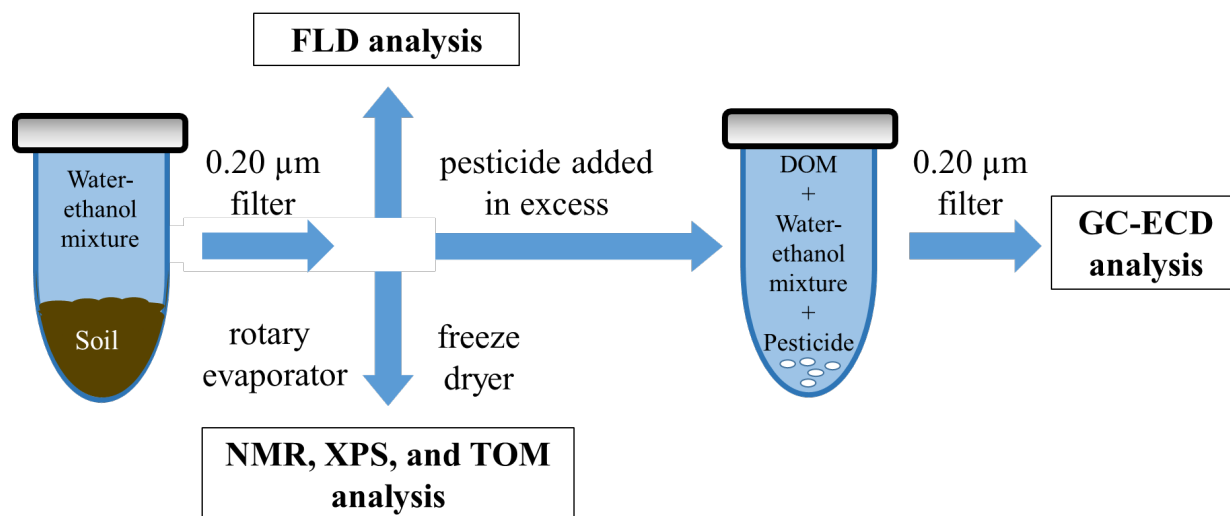 FLD analysis
Water-
ethanol
mixture
Soil
0.20 µm
filter
pesticide added
in excess
rotary
evaporator
freeze
dryer
NMR, XPS, and TOM
analysis
DOM
+
Water-
ethanol
mixture
+
Pesticide
0.20 µm
filter
GC-ECD
analysis